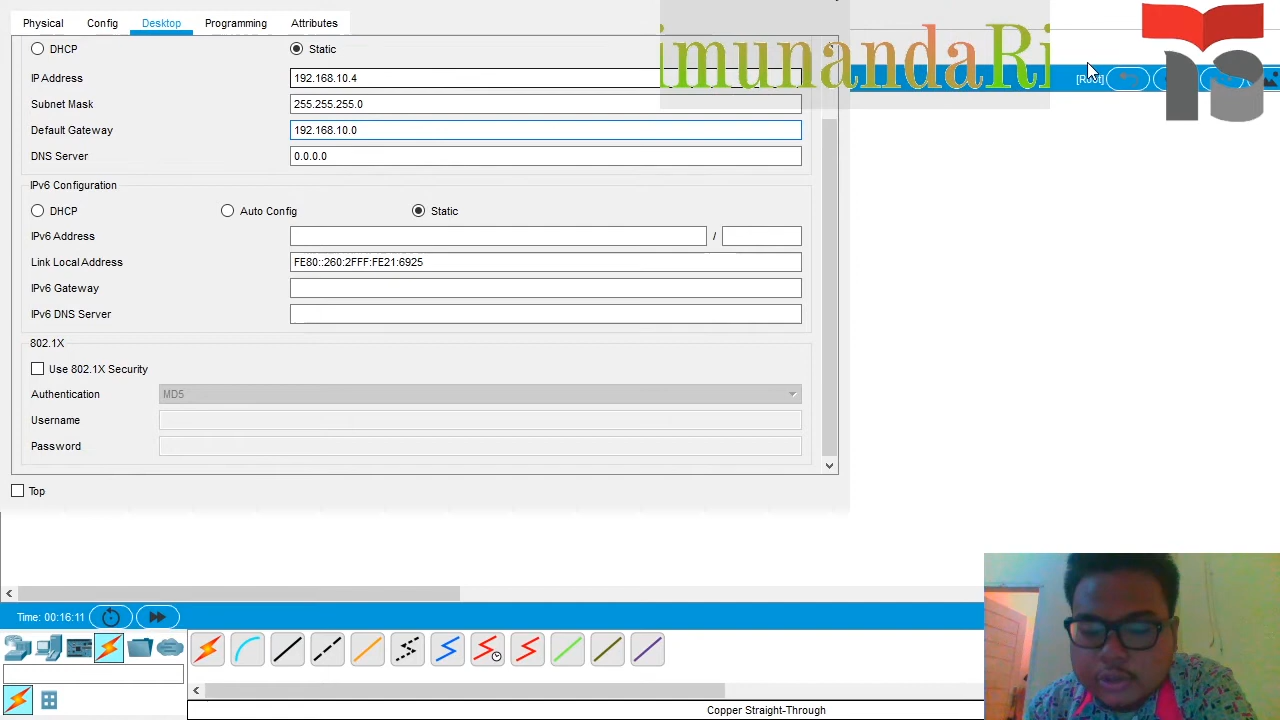 Physical Config Desktop Programming Attributes
DHCP Static
IP Address 192.168.10.4
Subnet Mask 255.255.255.0
Default Gateway 192.168.10.0
DNS Server 0.0.0.0
IPv6 Configuration
DHCP Auto Config Static
IPv6 Address /
Link Local Address FE80::260:2FFF:FE21:6925
IPv6 Gateway
IPv6 DNS Server
802.1X
Use 802.1X Security
Authentication MD5
Username
Password
Top
imunandaRi
[Root]
Time: 00:16:11
Copper Straight-Through